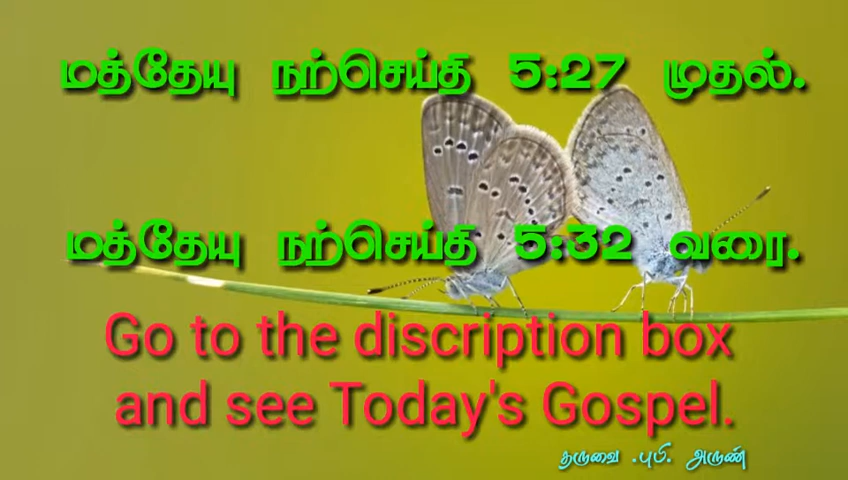 மத்தேயு நற்செய்தி 5:27 முதல்.
மத்தேயு நற்செய்தி 5:32 வரை.
Go to the discription box
and see Today's Gospel.
தருவை .புபி. அருண்